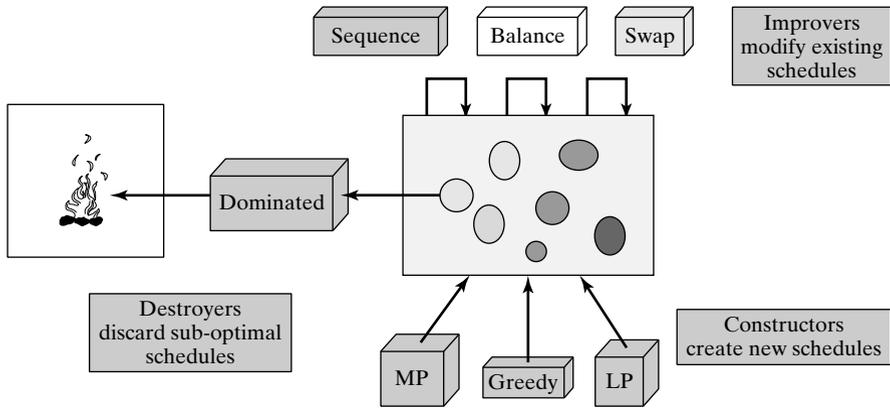 Sequence
Balance
Swap
Improvers
modify existing
schedules
Dominated
Destroyers
discard sub-optimal
schedules
MP
Greedy
LP
Constructors
create new schedules